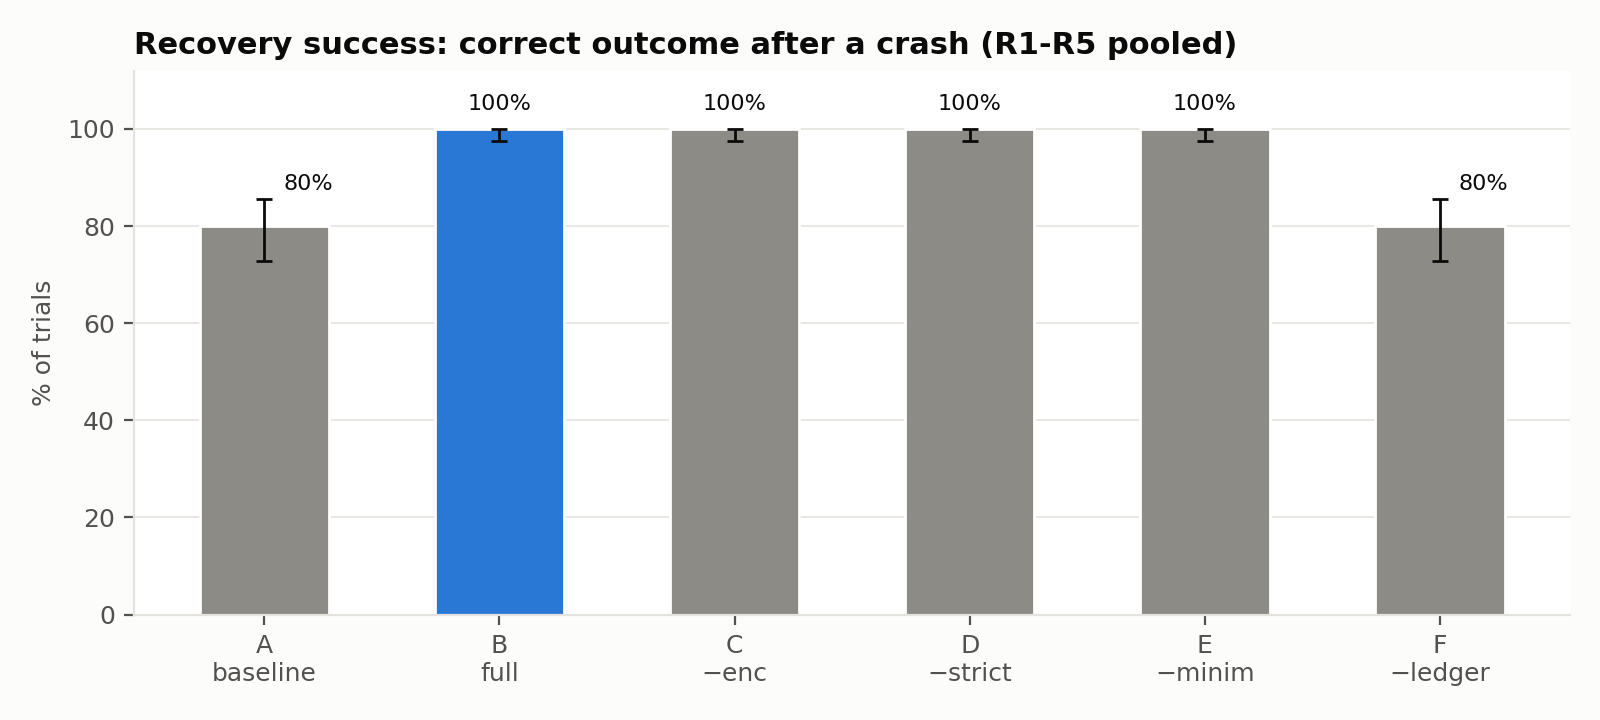 Recovery success: correct outcome after a crash (R1-R5 pooled)
% of trials
100
80
60
40
20
0
80%
100%
100%
100%
100%
80%
A
baseline
B
full
C
−enc
D
−strict
E
−minim
F
−ledger